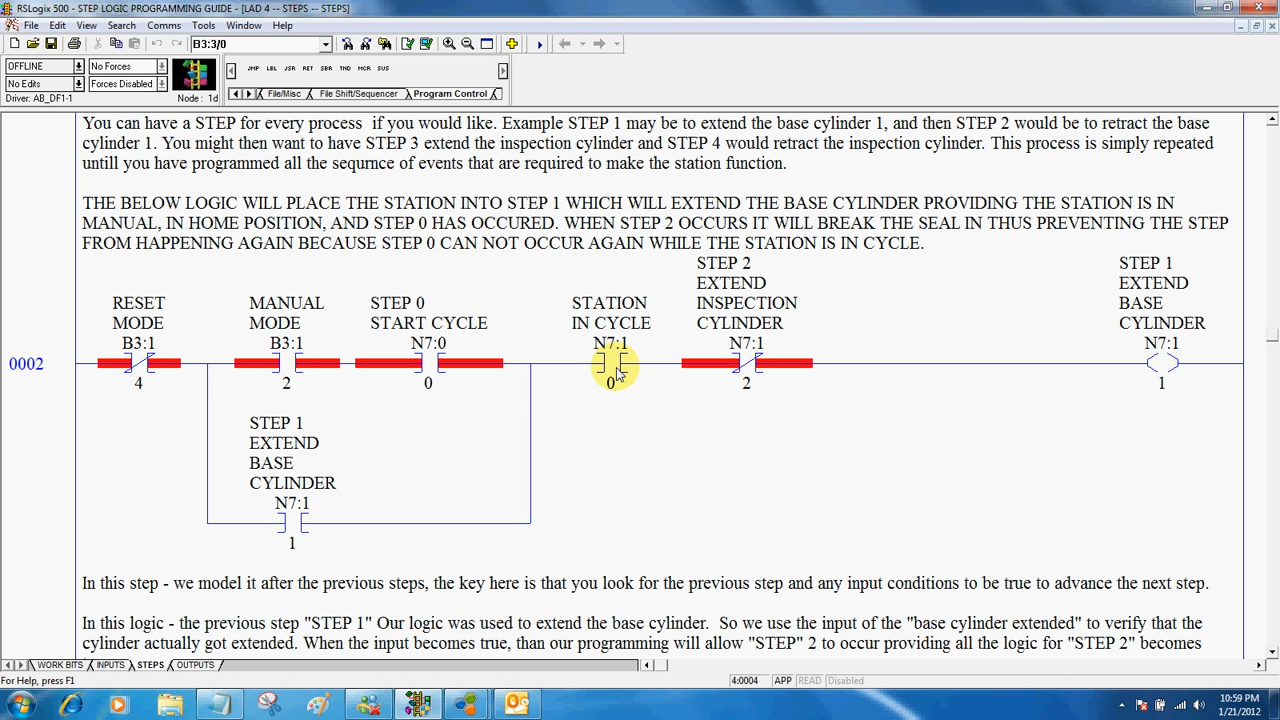 RSLogix 500 - STEP LOGIC PROGRAMMING GUIDE - [LAD 4 -- STEPS -- STEPS]
File Edit View Search Comms Tools Window Help
B3:3/0
OFFLINE No Forces
No Edits Forces Disabled
Driver: AB_DF1-1 Node : 1d
JMP LBL JSR RET SBR TND MCR SUS
File/Misc File Shift/Sequencer Program Control
You can have a STEP for every process if you would like. Example STEP 1 may be to extend the base cylinder 1, and then STEP 2 would be to retract the base
cylinder 1. You might then want to have STEP 3 extend the inspection cylinder and STEP 4 would retract the inspection cylinder. This process is simply repeated
untill you have programmed all the sequrnce of events that are required to make the station function.
THE BELOW LOGIC WILL PLACE THE STATION INTO STEP 1 WHICH WILL EXTEND THE BASE CYLINDER PROVIDING THE STATION IS IN
MANUAL, IN HOME POSITION, AND STEP 0 HAS OCCURED. WHEN STEP 2 OCCURS IT WILL BREAK THE SEAL IN THUS PREVENTING THE STEP
FROM HAPPENING AGAIN BECAUSE STEP 0 CAN NOT OCCUR AGAIN WHILE THE STATION IS IN CYCLE.
0002
RESET
MODE
B3:1
4
MANUAL
MODE
B3:1
2
STEP 0
START CYCLE
N7:0
0
STATION
IN CYCLE
N7:1
0
STEP 2
EXTEND
INSPECTION
CYLINDER
N7:1
2
STEP 1
EXTEND
BASE
CYLINDER
N7:1
1
STEP 1
EXTEND
BASE
CYLINDER
N7:1
1
In this step - we model it after the previous steps, the key here is that you look for the previous step and any input conditions to be true to advance the next step.
In this logic - the previous step "STEP 1" Our logic was used to extend the base cylinder. So we use the input of the "base cylinder extended" to verify that the
cylinder actually got extended. When the input becomes true, than our programming will allow "STEP" 2 to occur providing all the logic for "STEP 2" becomes
WORK BITS INPUTS STEPS OUTPUTS
For Help, press F1 4:0004 APP READ Disabled
10:59 PM
1/21/2012